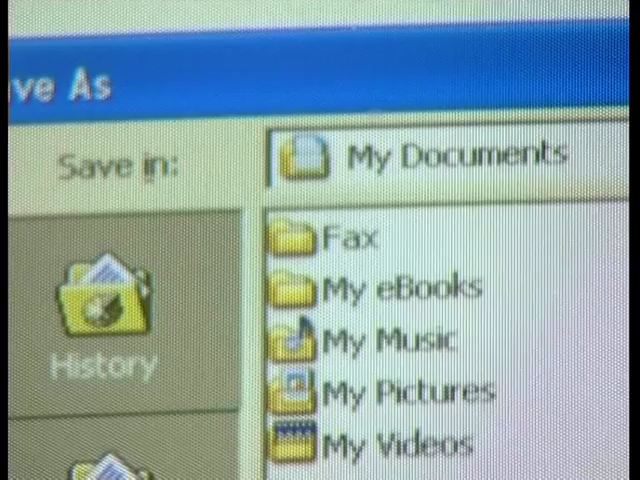 ve As
Save in:
My Documents
Fax
My eBooks
My Music
My Pictures
My Videos
History